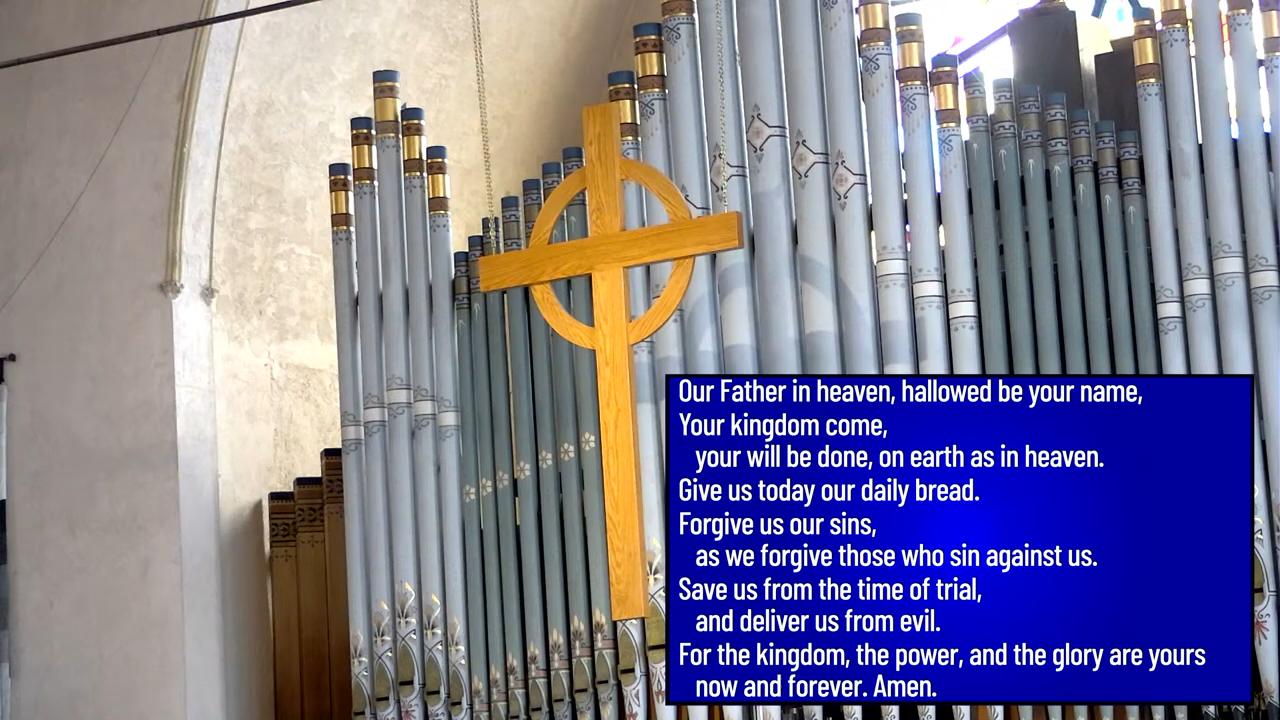 Our Father in heaven, hallowed be your name,
Your kingdom come,
your will be done, on earth as in heaven.
Give us today our daily bread.
Forgive us our sins,
as we forgive those who sin against us.
Save us from the time of trial,
and deliver us from evil.
For the kingdom, the power, and the glory are yours
now and forever. Amen.